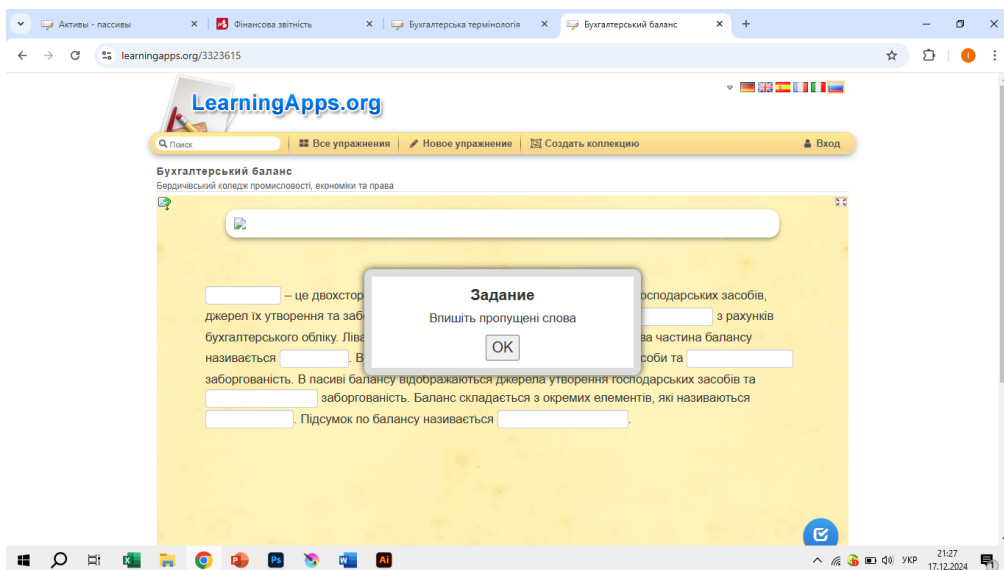 Активы - пассивы
Фінансова звітність
Бухгалтерська термінологія
Бухгалтерський баланс
learningapps.org/3323615
LearningApps.org
Поиск
Все упражнения
Новое упражнение
Создать коллекцию
Вход
Бухгалтерський баланс
Бердичівський коледж промисловості, економіки та права
– це двохстор осподарських засобів,
джерел їх утворення та заб з рахунків
бухгалтерського обліку. Ліва ва частина балансу
називається . В соби та
заборгованість. В пасиві балансу відображаються джерела утворення господарських засобів та
заборгованість. Баланс складається з окремих елементів, які називаються
. Підсумок по балансу називається .
Задание
Впишіть пропущені слова
OK
УКР
21:27
17.12.2024